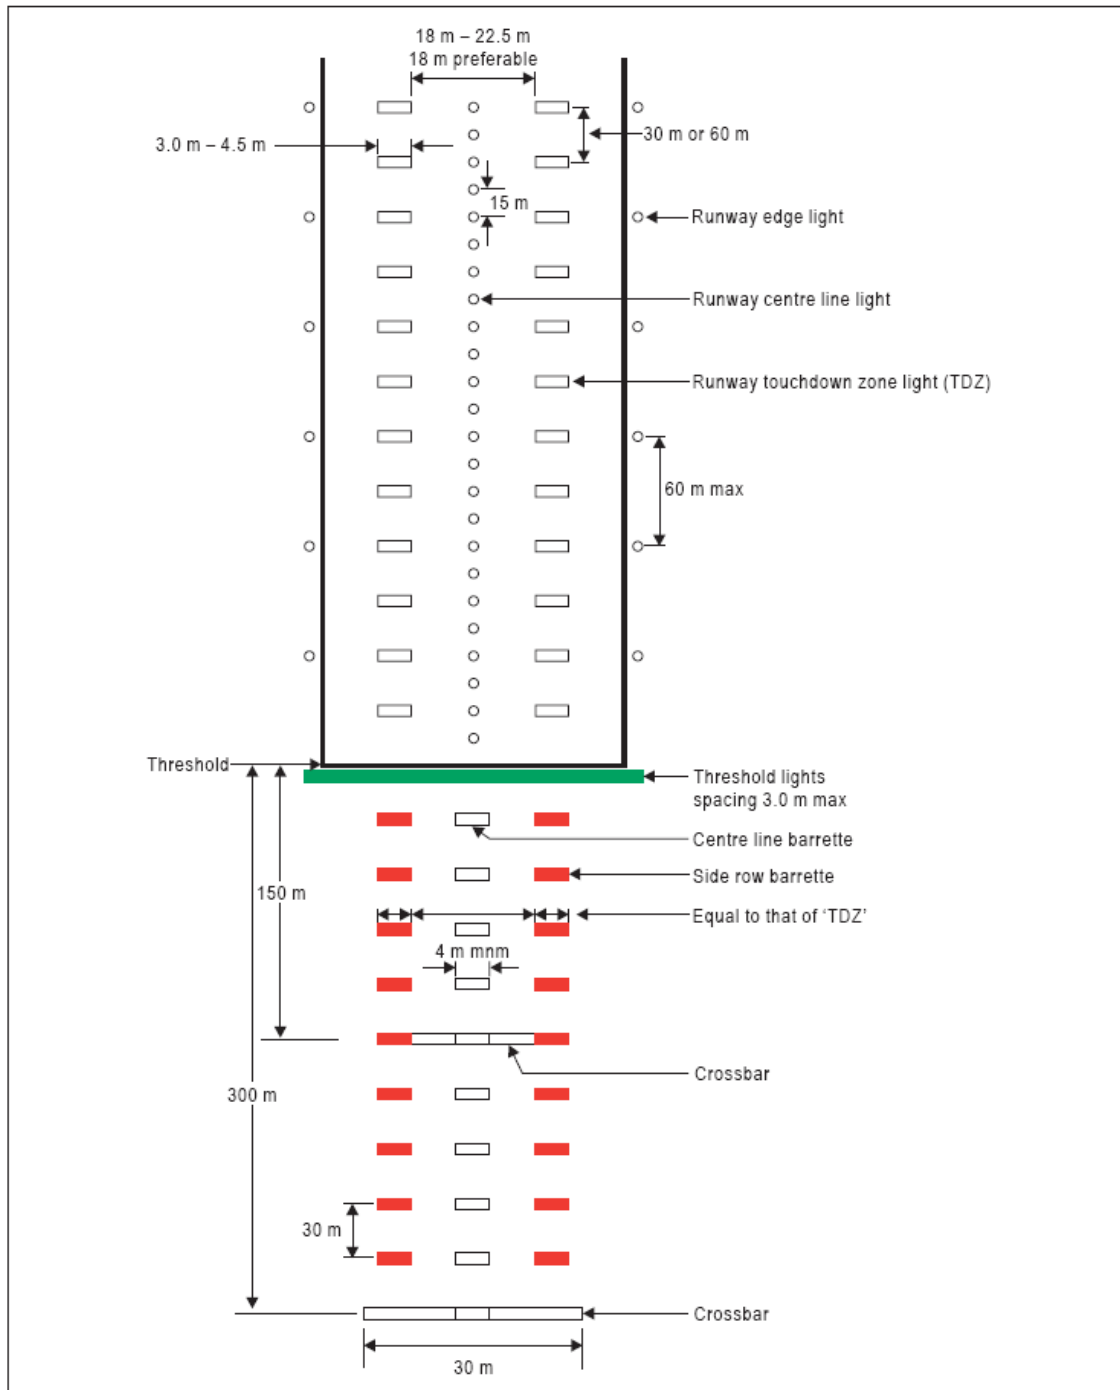 18 m – 22.5 m
18 m preferable
3.0 m – 4.5 m
30 m or 60 m
15 m
Runway edge light
Runway centre line light
Runway touchdown zone light (TDZ)
60 m max
Threshold
Threshold lights
spacing 3.0 m max
Centre line barrette
Side row barrette
150 m
Equal to that of ‘TDZ’
4 m mnm
Crossbar
300 m
30 m
Crossbar
30 m